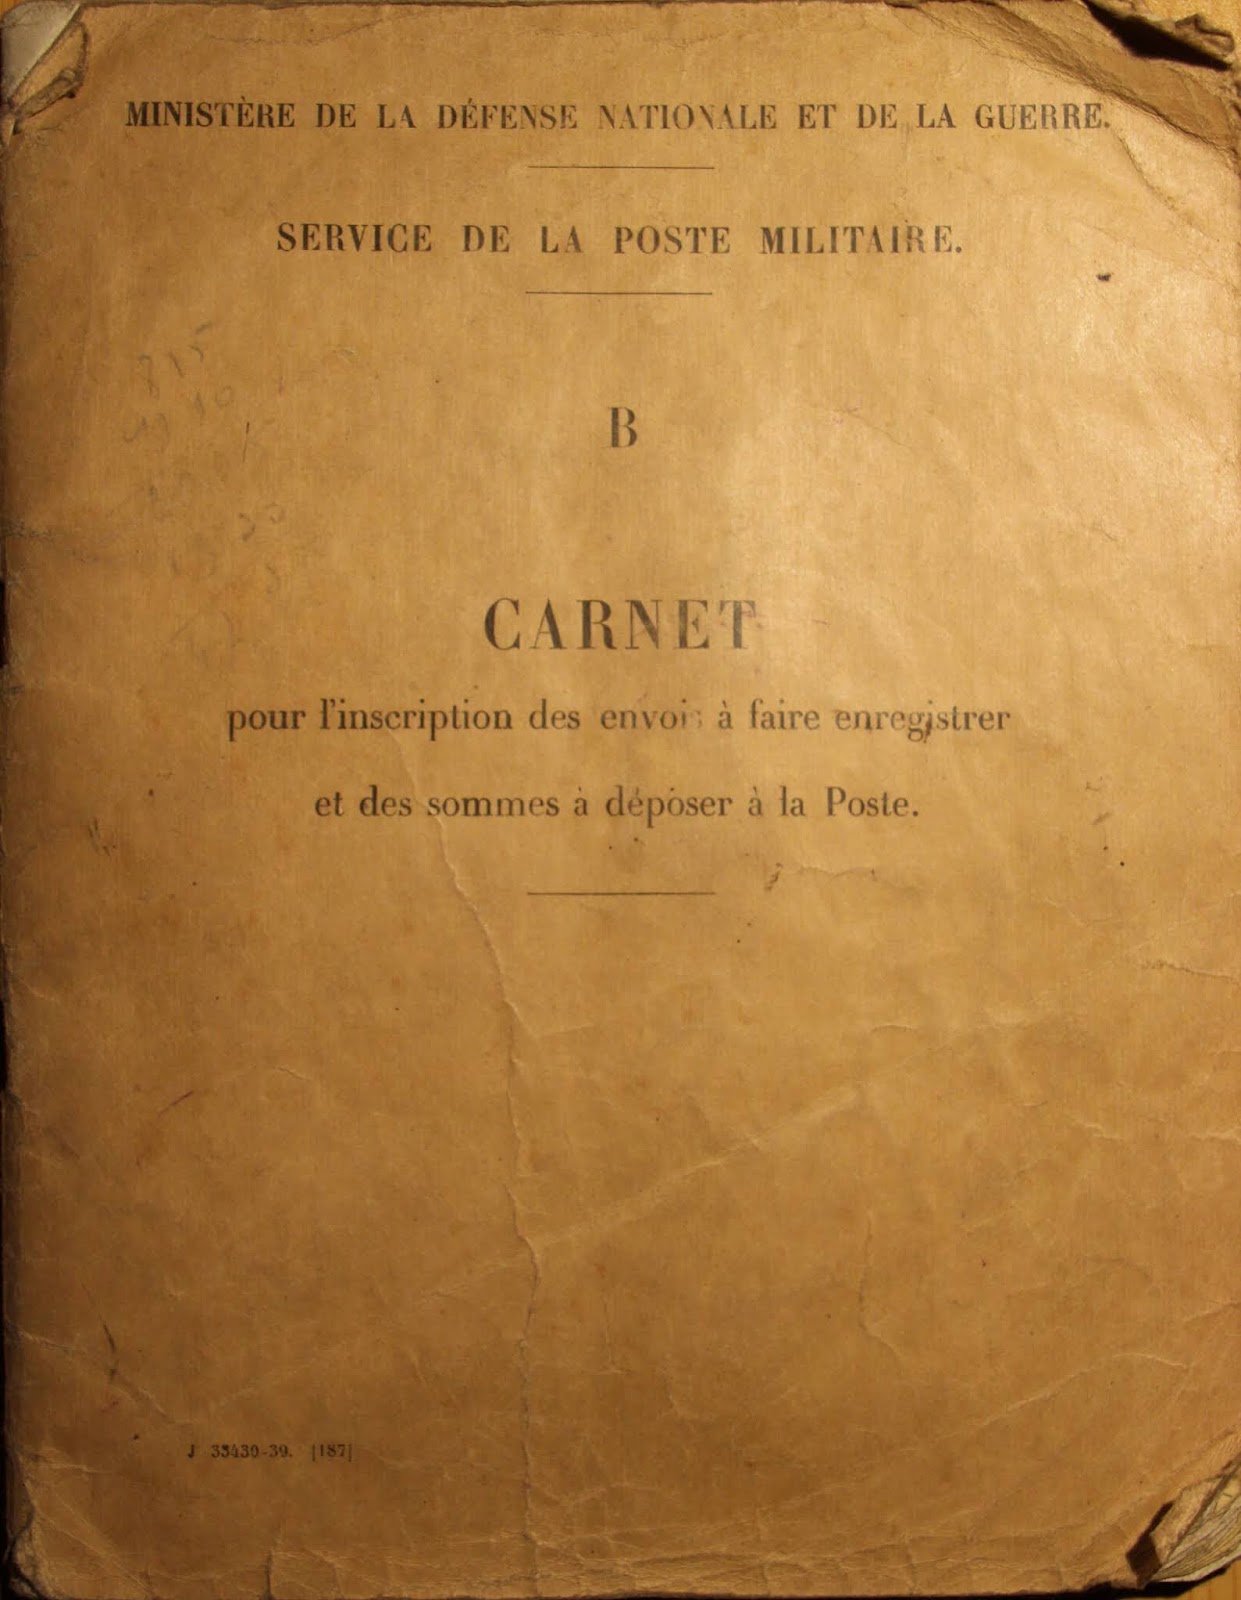 MINISTÈRE DE LA DÉFENSE NATIONALE ET DE LA GUERRE.
SERVICE DE LA POSTE MILITAIRE.
B
CARNET
pour l'inscription des envois à faire enregistrer
et des sommes à déposer à la Poste.
J 33430-39. [187]